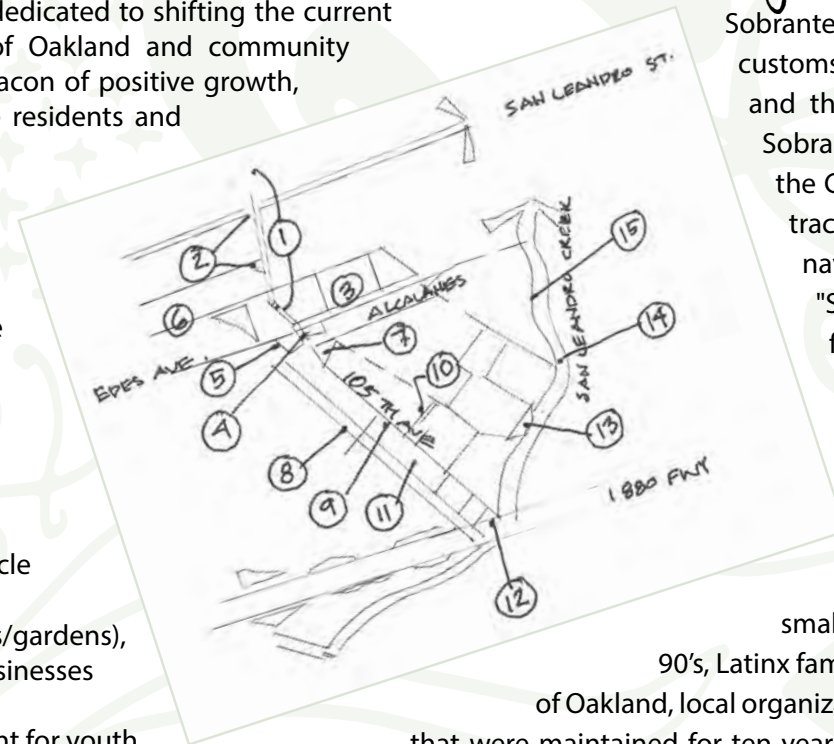 dedicated to shifting the current
of Oakland and community
acon of positive growth,
residents and
cle
s/gardens),
sinesses
nt for youth
Sobrante
customs
and th
Sobra
the C
trac
nav
"S
f
SAN LEANDRO ST.
1
2
3
ALCALANES
6
EDES AVE.
5
4
7
105TH AVE
10
8
9
11
SAN LEANDRO CREEK
15
14
13
I 880 FWY
12
smal
90's, Latinx fam
of Oakland, local organiz
that were maintained for ten year